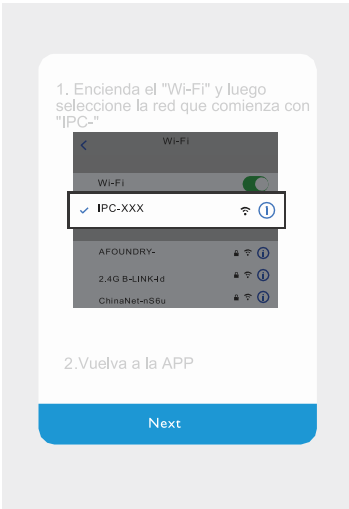 1. Encienda el "Wi-Fi" y luego
seleccione la red que comienza con
"IPC-"
Wi-Fi
Wi-Fi
IPC-XXX
AFOUNDRY-
2.4G B-LINK-Id
ChinaNet-nS6u
2.Vuelva a la APP
Next